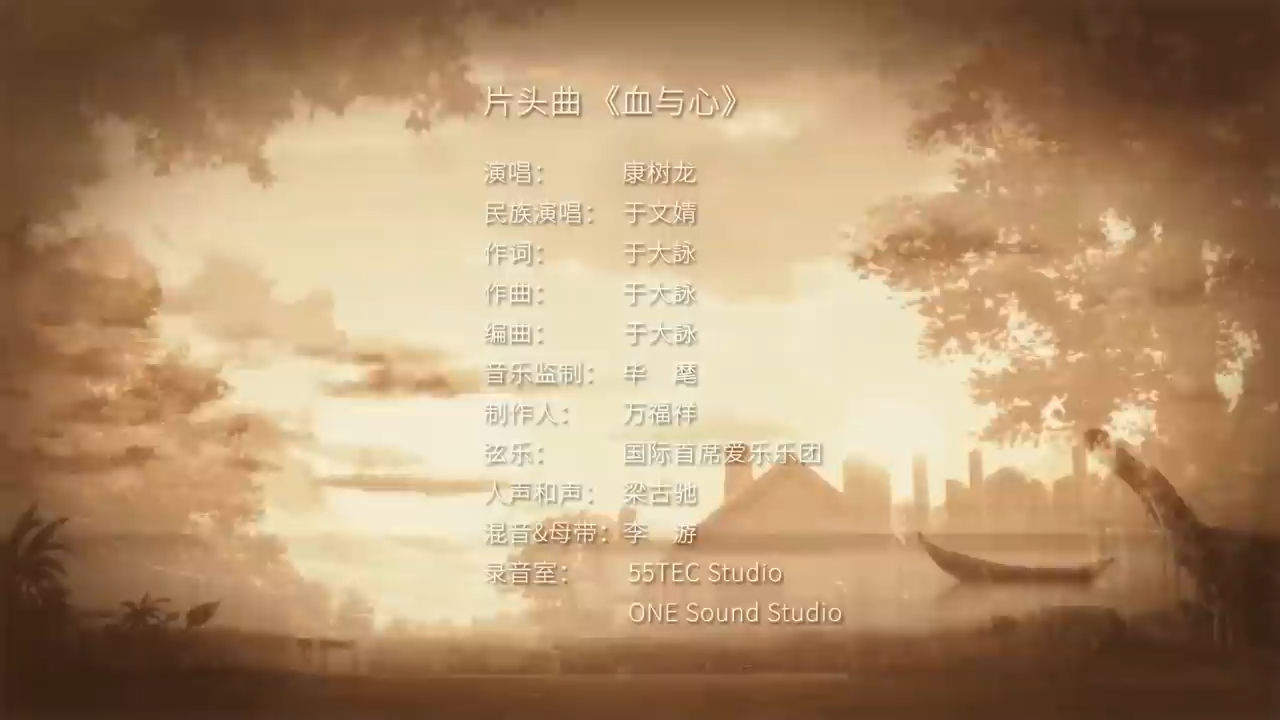 片头曲《血与心》
演唱： 康树龙
民族演唱： 于文婧
作词： 于大詠
作曲： 于大詠
编曲： 于大詠
音乐监制： 毕
制作人： 万福祥
弦乐： 国际首席爱乐乐团
人声和声： 梁古驰
混音&母带： 李 游
录音室： 55TEC Studio
ONE Sound Studio